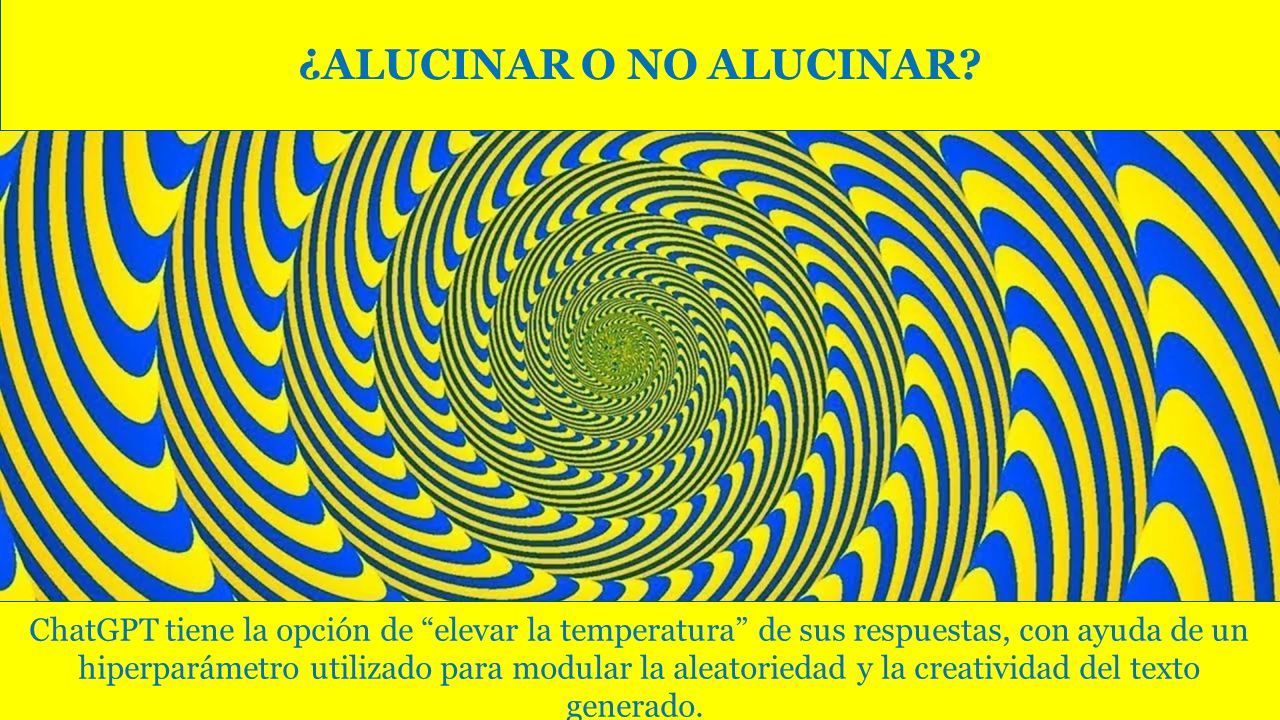 ¿ALUCINAR O NO ALUCINAR?
ChatGPT tiene la opción de “elevar la temperatura” de sus respuestas, con ayuda de un
hiperparámetro utilizado para modular la aleatoriedad y la creatividad del texto
generado.